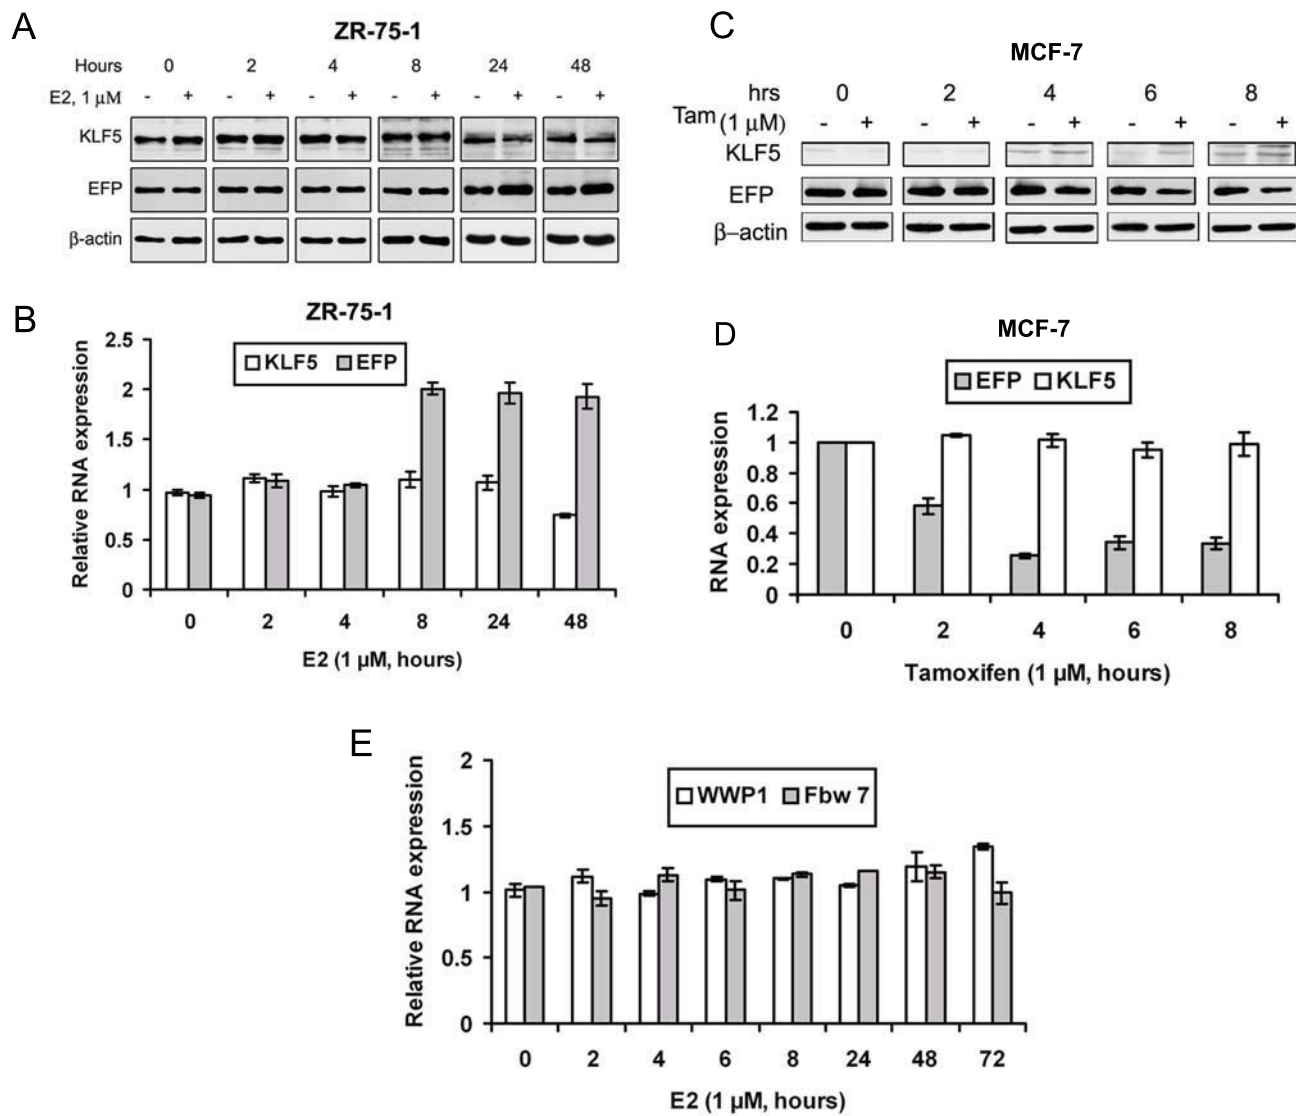 A
ZR-75-1
Hours 0 2 4 8 24 48
E2, 1 µM - + - + - + - + - + - +
KLF5
EFP
β-actin
B
ZR-75-1
KLF5 EFP
Relative RNA expression
2.5
2
1.5
1
0.5
0
0 2 4 8 24 48
E2 (1 µM, hours)
C
MCF-7
hrs 0 2 4 6 8
Tam (1 µM) - + - + - + - + - +
KLF5
EFP
β–actin
D
MCF-7
EFP KLF5
RNA expression
1.2
1
0.8
0.6
0.4
0.2
0
0 2 4 6 8
Tamoxifen (1 µM, hours)
E
WWP1 Fbw 7
Relative RNA expression
2
1.5
1
0.5
0
0 2 4 6 8 24 48 72
E2 (1 µM, hours)